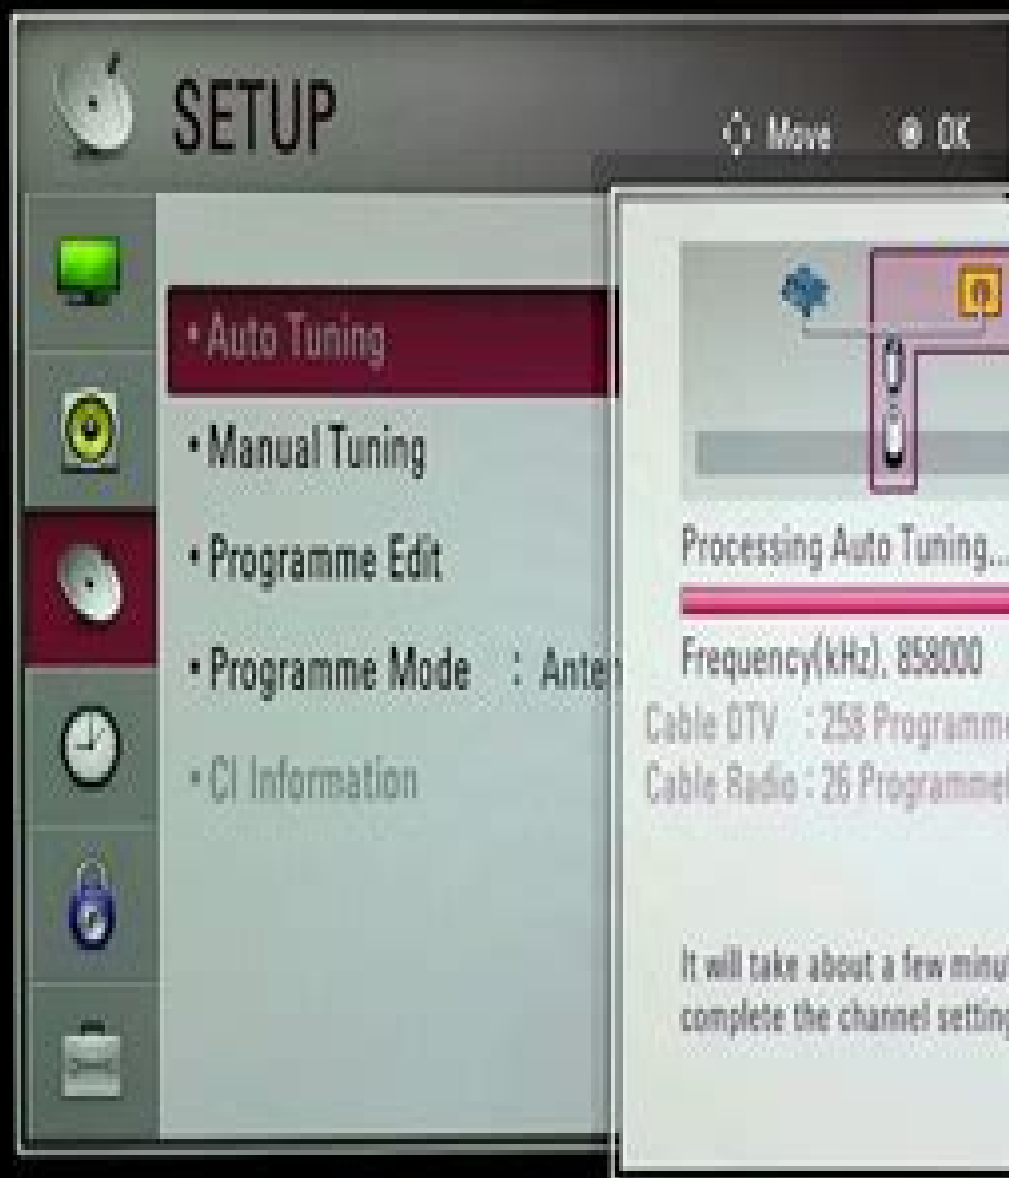 SETUP
Move OK
• Auto Tuning
• Manual Tuning
• Programme Edit
• Programme Mode : Ante
• CI Information
Processing Auto Tuning...
Frequency(kHz), 858000
Cable DTV : 258 Programme
Cable Radio : 26 Programme
It will take about a few minut
complete the channel setting